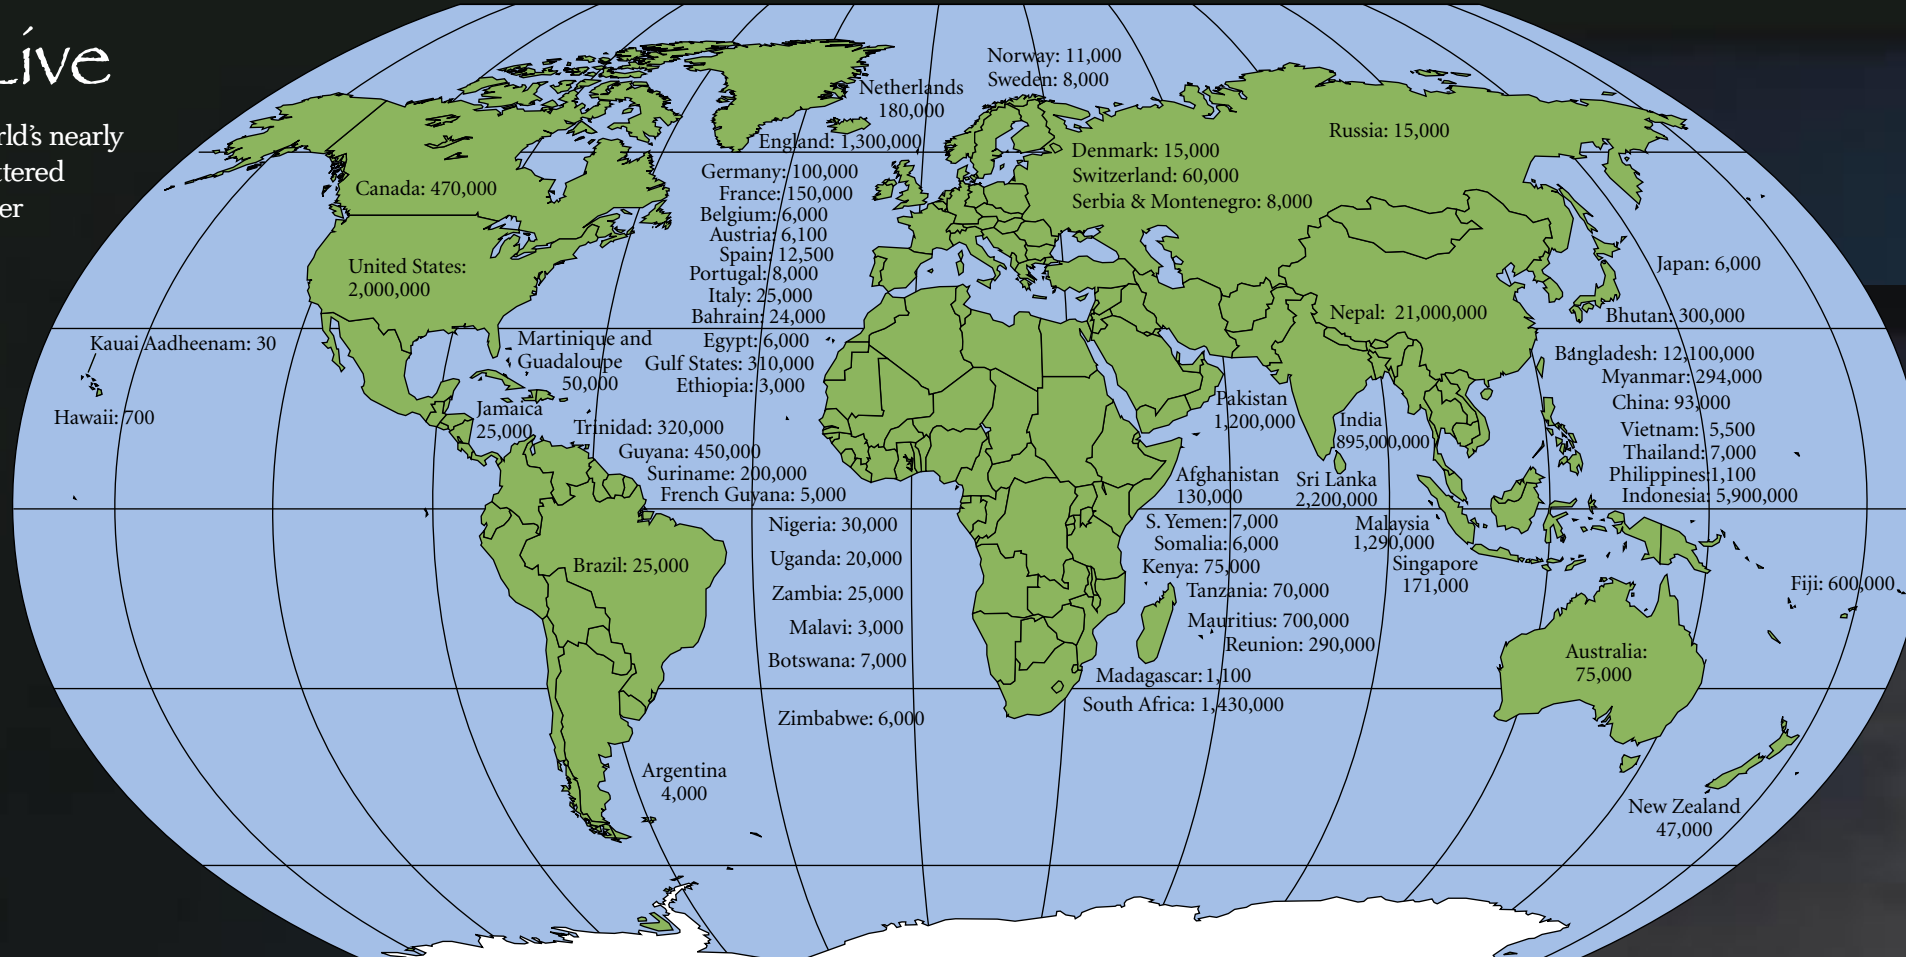 Live
rld's nearly
ttered
er
Norway: 11,000
Sweden: 8,000
Netherlands
180,000
England: 1,300,000
Russia: 15,000
Denmark: 15,000
Switzerland: 60,000
Serbia & Montenegro: 8,000
Canada: 470,000
Germany: 100,000
France: 150,000
Belgium: 6,000
Austria: 6,100
Spain: 12,500
Portugal: 8,000
Italy: 25,000
Bahrain: 24,000
Egypt: 6,000
Gulf States: 310,000
Ethiopia: 3,000
United States:
2,000,000
Japan: 6,000
Nepal: 21,000,000
Bhutan: 300,000
Kauai Aadheenam: 30
Hawaii: 700
Martinique and
Guadaloupe
50,000
Jamaica
25,000
Bangladesh: 12,100,000
Myanmar: 294,000
China: 93,000
Vietnam: 5,500
Thailand: 7,000
Philippines:1,100
Indonesia: 5,900,000
Pakistan
1,200,000
India
895,000,000
Trinidad: 320,000
Guyana: 450,000
Suriname: 200,000
French Guyana: 5,000
Afghanistan
130,000
Sri Lanka
2,200,000
Nigeria: 30,000
Uganda: 20,000
Zambia: 25,000
Malavi: 3,000
Botswana: 7,000
Zimbabwe: 6,000
S. Yemen: 7,000
Somalia: 6,000
Kenya: 75,000
Tanzania: 70,000
Mauritius: 700,000
Reunion: 290,000
Madagascar: 1,100
South Africa: 1,430,000
Malaysia
1,290,000
Singapore
171,000
Brazil: 25,000
Fiji: 600,000
Australia:
75,000
Argentina
4,000
New Zealand
47,000